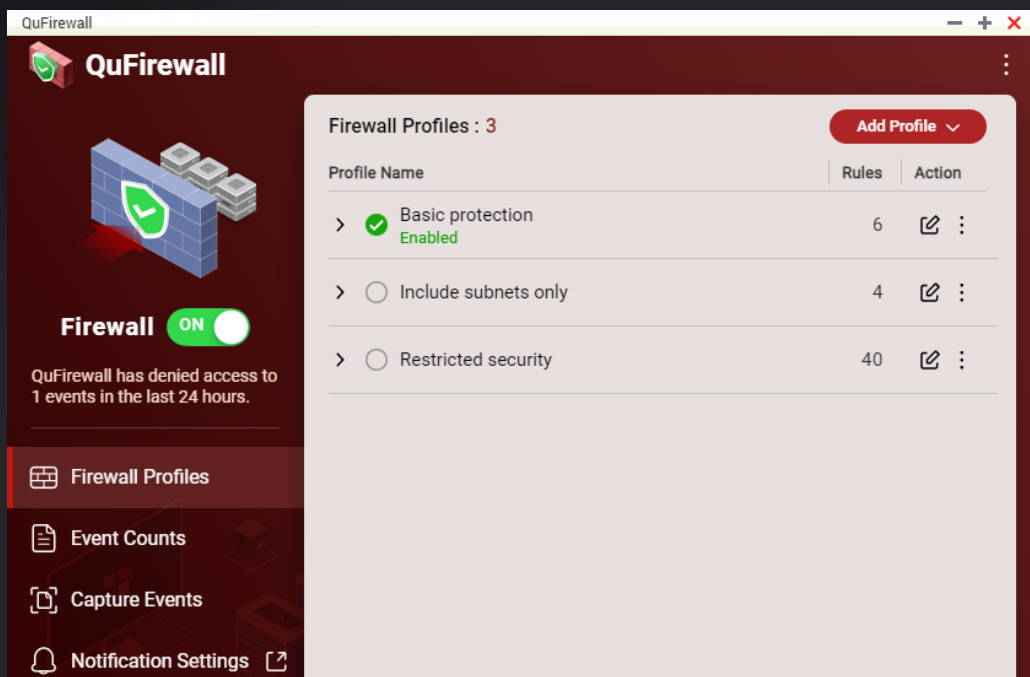 QuFirewall
QuFirewall
Firewall Profiles : 3
Add Profile
Profile Name
Rules
Action
Basic protection
Enabled
6
Include subnets only
4
Restricted security
40
Firewall
ON
QuFirewall has denied access to
1 events in the last 24 hours.
Firewall Profiles
Event Counts
Capture Events
Notification Settings